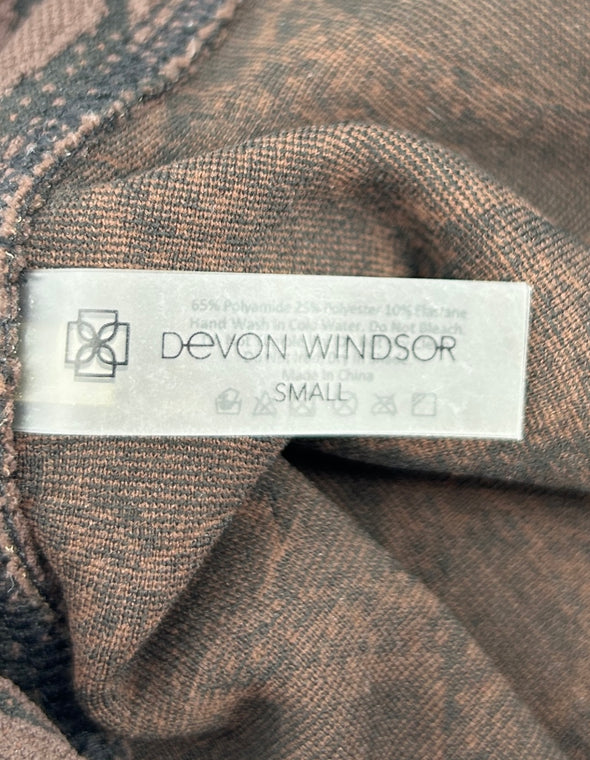 65% Polyamide 25% Polyester 10% Elastane
Hand Wash in Cold Water. Do Not Bleach
DEVON WINDSOR
Made In China
SMALL